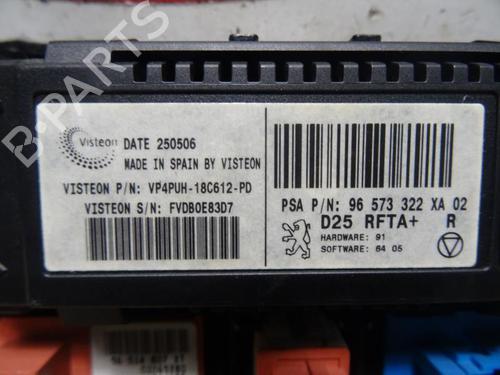 B-PARTS
Visteon
DATE 250506
MADE IN SPAIN BY VISTEON
VISTEON P/N: VP4PUH-18C612-PD
VISTEON S/N: FVDB0E83D7
PSA P/N: 96 573 322 XA 02
D25 RFTA+ R
HARDWARE: 91
SOFTWARE: 64 05